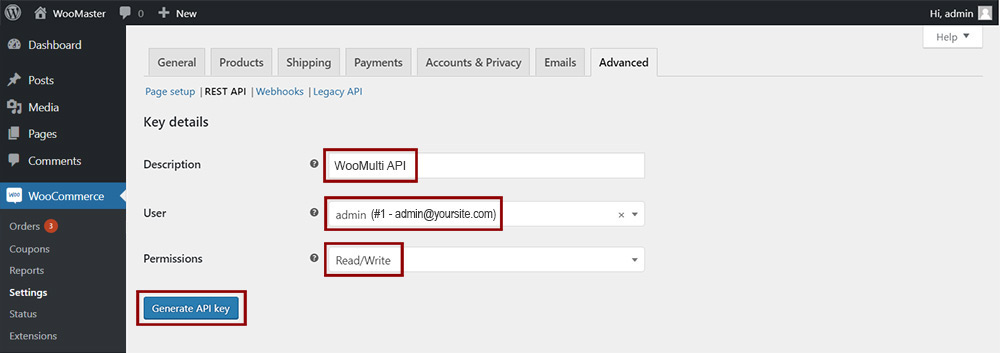 WooMaster 0 New Hi, admin
Help
Dashboard
Posts
Media
Pages
Comments
woo WooCommerce
Orders 3
Coupons
Reports
Settings
Status
Extensions
General Products Shipping Payments Accounts & Privacy Emails Advanced
Page setup | REST API | Webhooks | Legacy API
Key details
Description ? WooMulti API
User ? admin (#1 - admin@yoursite.com) ×
Permissions ? Read/Write
Generate API key